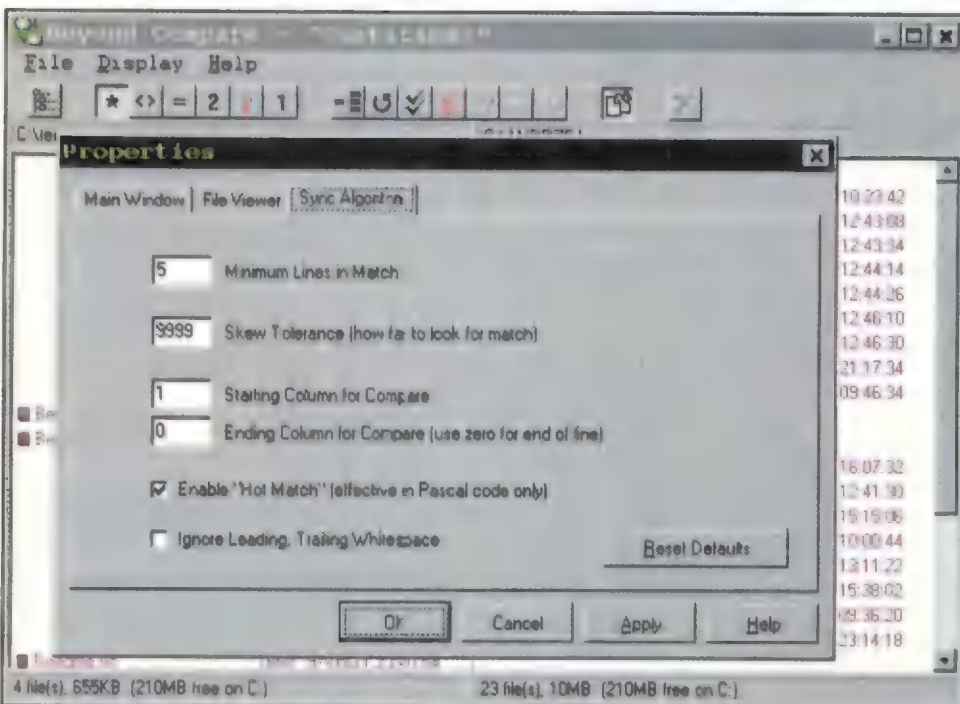 Beyond Compare -
File Display Help
2 1
Properties
Main Window File Viewer Sync Algorithm
5 Minimum Lines in Match
9999 Skew Tolerance (how far to look for match)
1 Starting Column for Compare
0 Ending Column for Compare (use zero for end of line)
Enable "Hot Match" (effective in Pascal code only)
Ignore Leading, Trailing Whitespace
Reset Defaults
Ok Cancel Apply Help
10:23:42
12:43:08
12:43:34
12:44:14
12:44:26
12:46:10
12:46:30
21:17:34
09:46:34
16:07:32
12:41:30
15:15:06
10:00:44
13:11:22
15:38:02
09:36:20
23:14:18
4 file(s), 655KB (210MB free on C:) 23 file(s), 10MB (210MB free on C:)